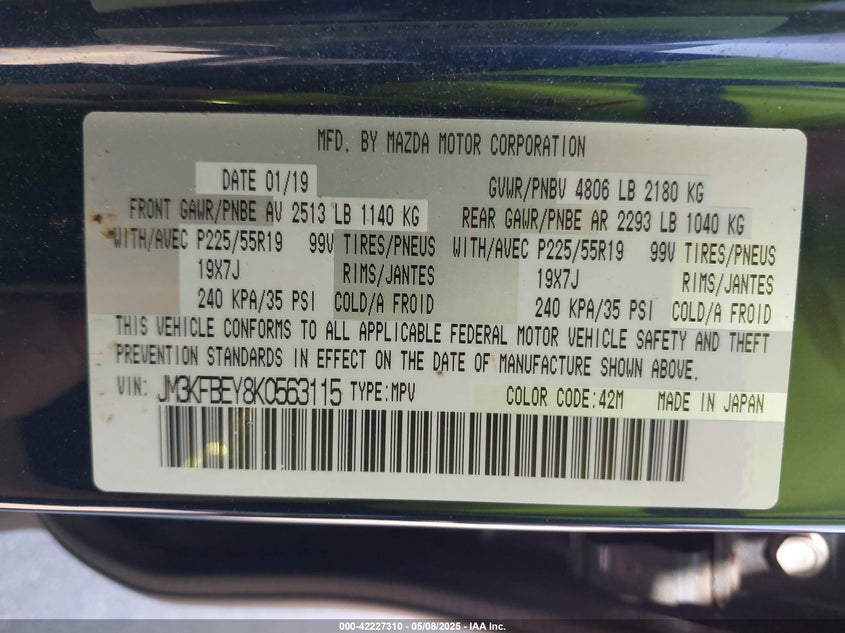 MFD. BY MAZDA MOTOR CORPORATION
DATE 01/19 GVWR/PNBV 4806 LB 2180 KG
FRONT GAWR/PNBE AV 2513 LB 1140 KG REAR GAWR/PNBE AR 2293 LB 1040 KG
WITH/AVEC P225/55R19 99V TIRES/PNEUS WITH/AVEC P225/55R19 99V TIRES/PNEUS
19X7J RIMS/JANTES 19X7J RIMS/JANTES
240 KPA/35 PSI COLD/A FROID 240 KPA/35 PSI COLD/A FROID
THIS VEHICLE CONFORMS TO ALL APPLICABLE FEDERAL MOTOR VEHICLE SAFETY AND THEFT
PREVENTION STANDARDS IN EFFECT ON THE DATE OF MANUFACTURE SHOWN ABOVE.
VIN: JM3KFBEY8K0563115 TYPE:MPV COLOR CODE:42M MADE IN JAPAN
000-42227310 — 05/08/2025 — IAA Inc.